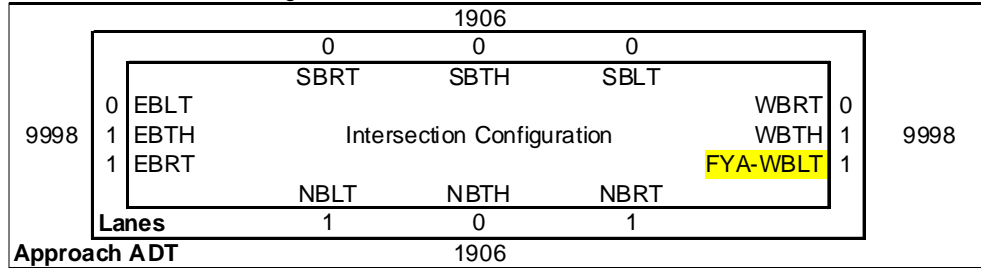 1906
0 0 0
SBRT SBTH SBLT
0 EBLT WBRT 0
9998 1 EBTH Intersection Configuration WBTH 1 9998
1 EBRT FYA-WBLT 1
NBLT NBTH NBRT
Lanes 1 0 1
Approach ADT 1906